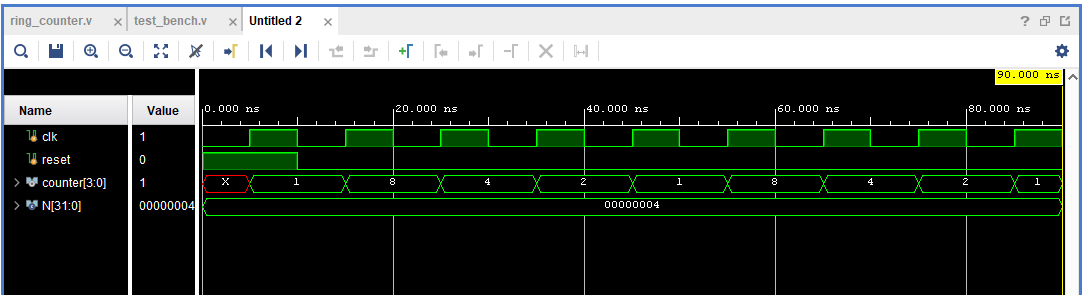 ring_counter.v × test_bench.v × Untitled 2 ×
?
90.000 ns
Name Value 0.000 ns 20.000 ns 40.000 ns 60.000 ns 80.000 ns
clk 1
reset 0
counter[3:0] 1 X 1 8 4 2 1 8 4 2 1
N[31:0] 00000004 00000004